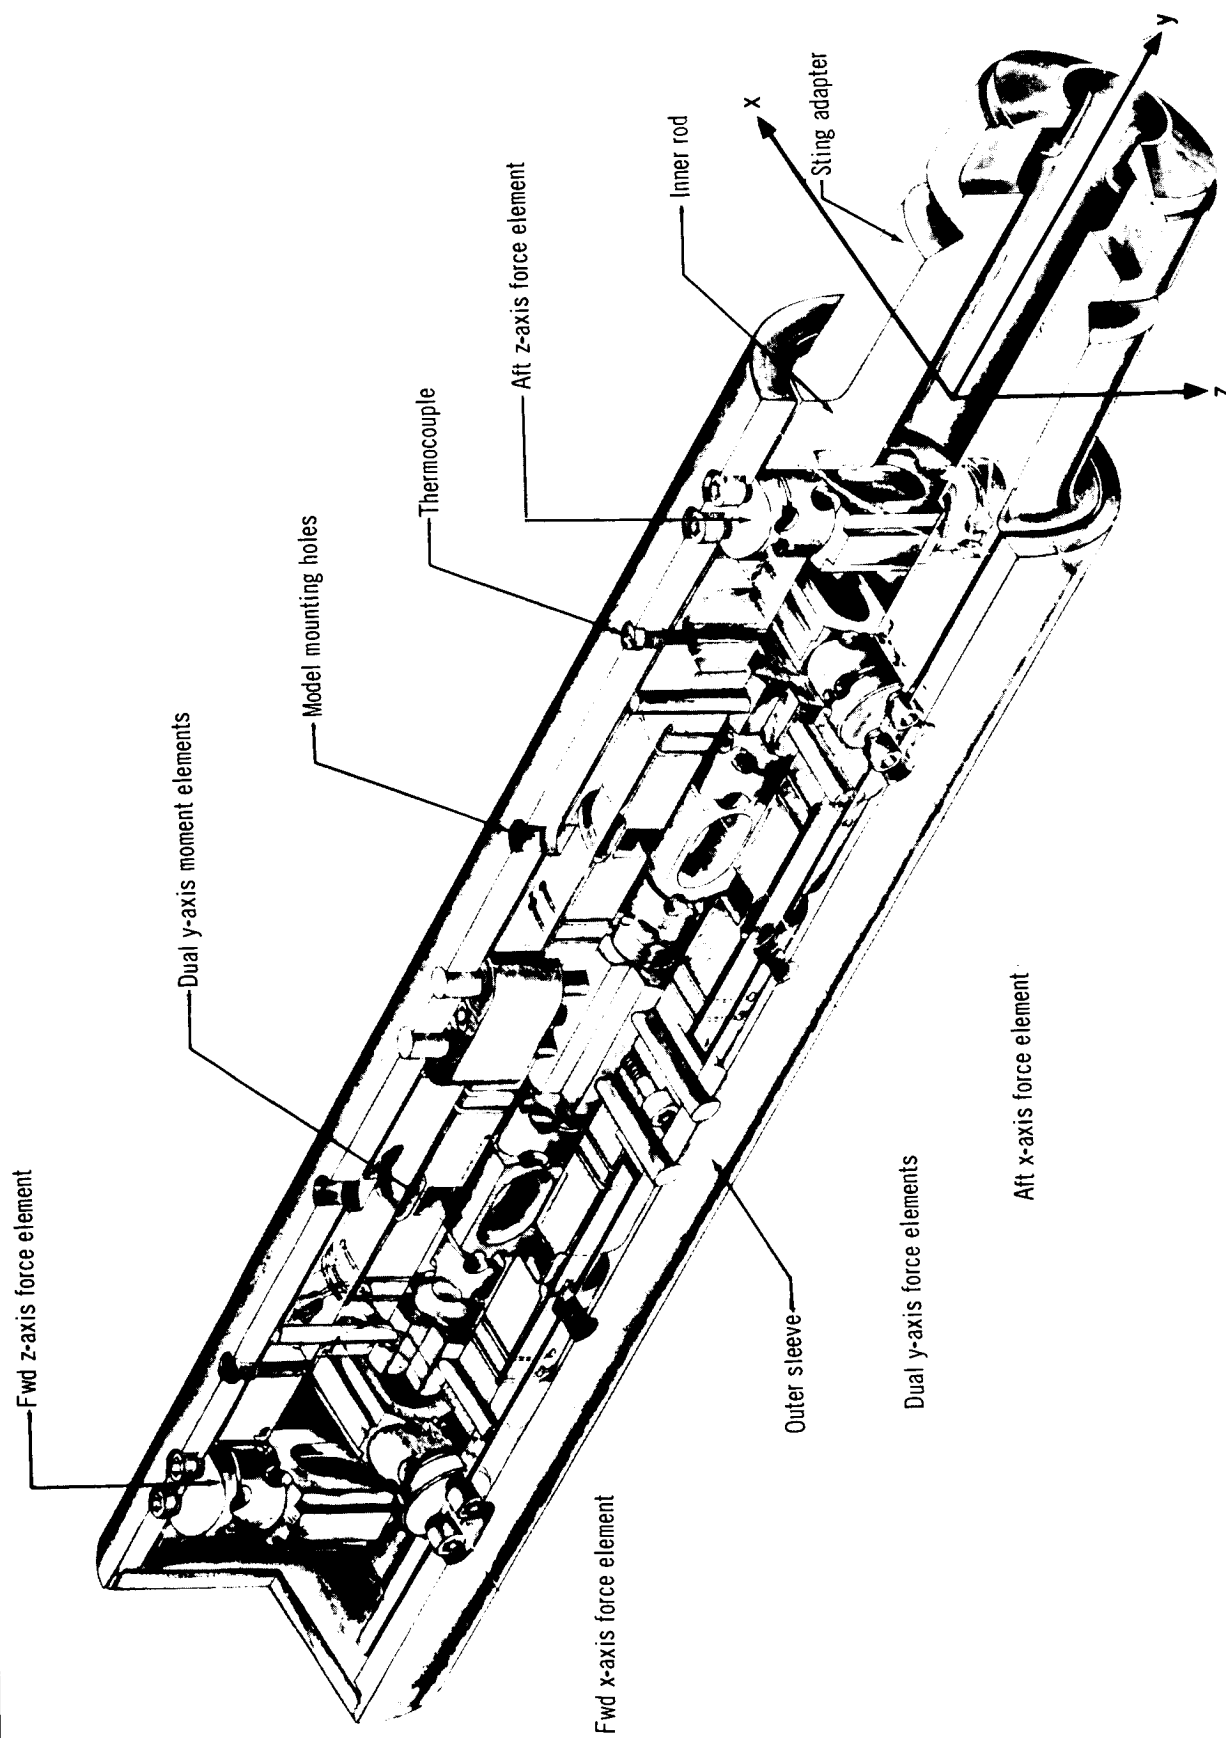 Fwd z-axis force element
Dual y-axis moment elements
Model mounting holes
Thermocouple
Aft z-axis force element
Inner rod
x
Sting adapter
y
z
Fwd x-axis force element
Outer sleeve
Dual y-axis force elements
Aft x-axis force element